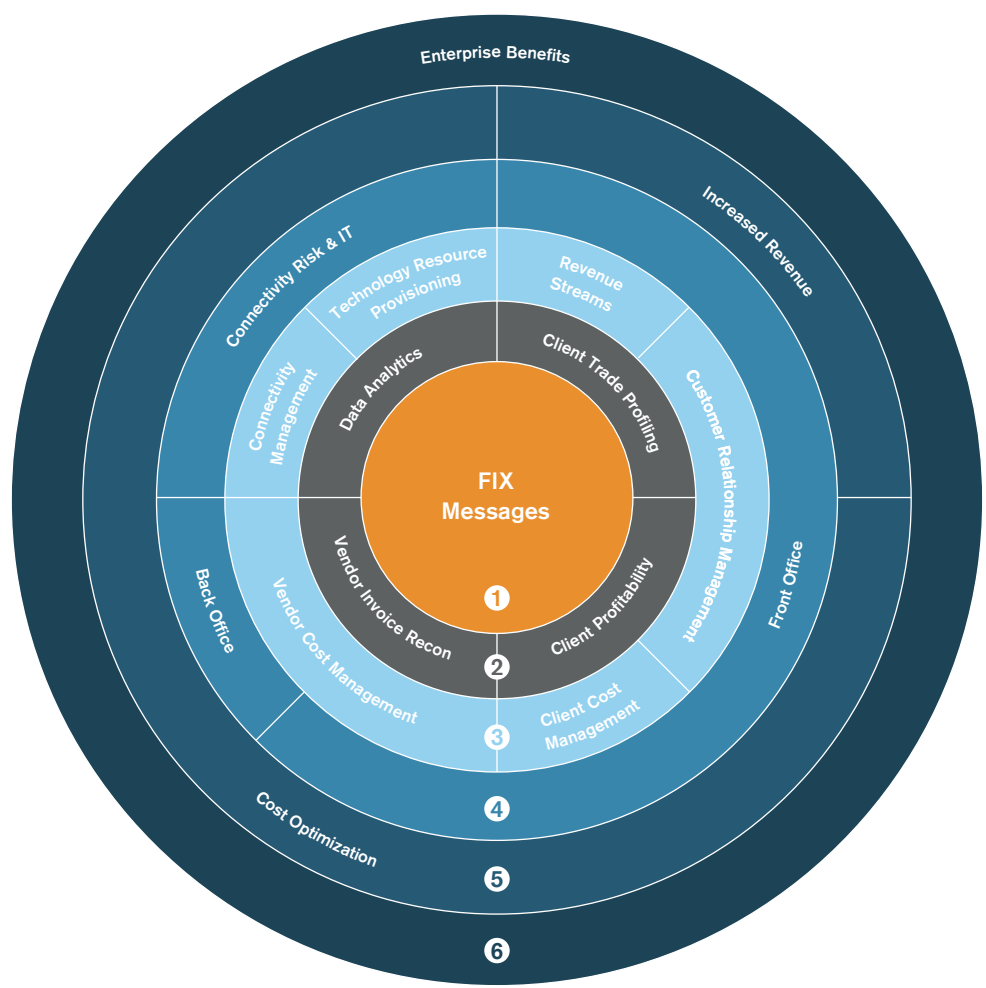 Enterprise Benefits
Increased Revenue
Connectivity Risk & IT
Technology Resource
Provisioning
Revenue
Streams
Connectivity
Management
Data Analytics
Client Trade Profiling
Customer Relationship Management
FIX
Messages
1
Vendor Invoice Recon
Client Profitability
2
Back Office
Vendor Cost Management
Client Cost
Management
Front Office
3
4
Cost Optimization
5
6